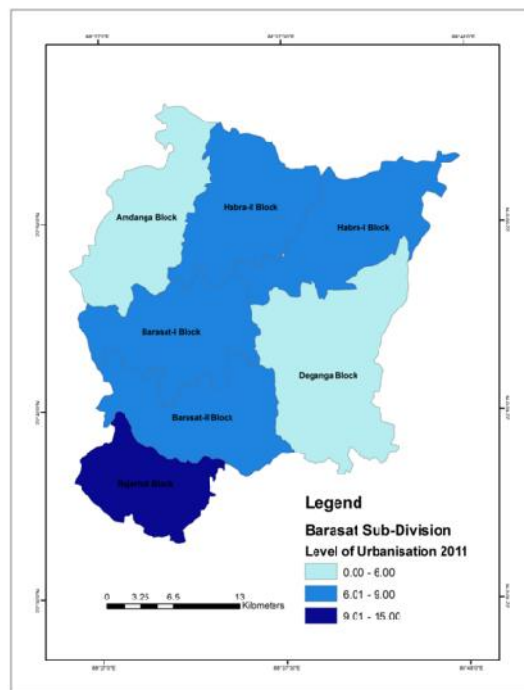 Habra-II Block
Amdanga Block
Habra-I Block
Barasat-I Block
Deganga Block
Barasat-II Block
Rajarhat Block
Legend
Barasat Sub-Division
Level of Urbanisation 2011
0.00 - 6.00
6.01 - 9.00
9.01 - 15.00
0 3.25 6.5 13
Kilometers